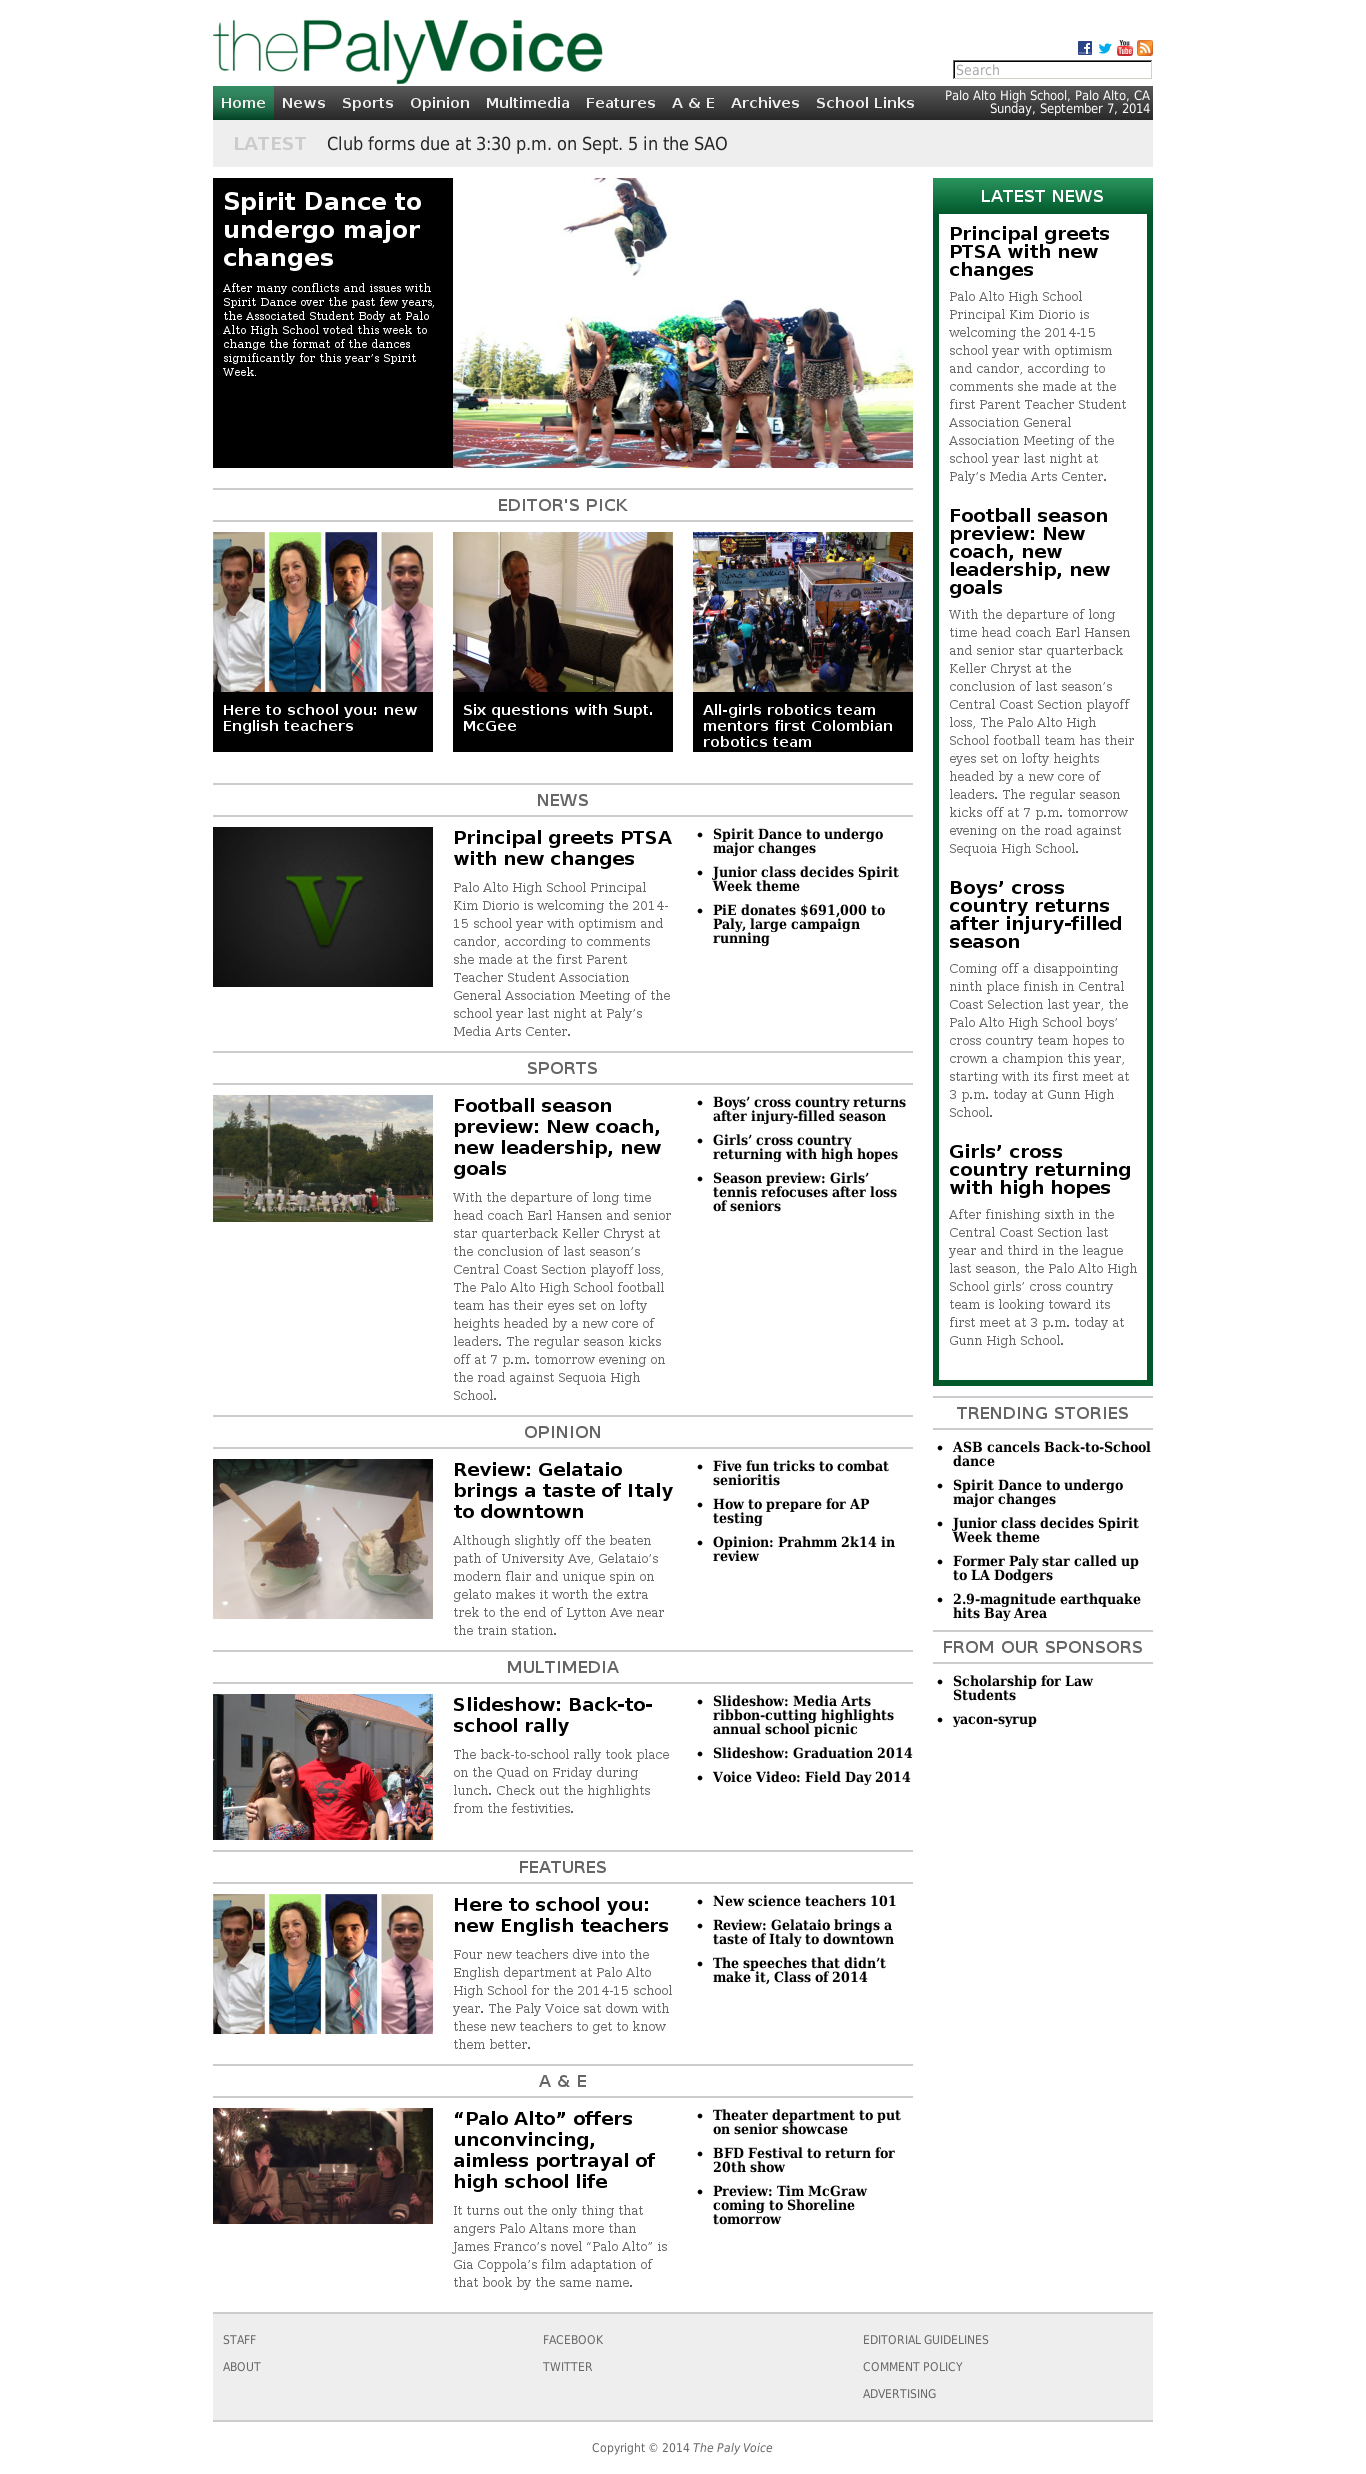 thePalyVoice
Search
Home News Sports Opinion Multimedia Features A & E Archives School Links
Palo Alto High School, Palo Alto, CA
Sunday, September 7, 2014
LATEST Club forms due at 3:30 p.m. on Sept. 5 in the SAO
Spirit Dance to
undergo major
changes
After many conflicts and issues with
Spirit Dance over the past few years,
the Associated Student Body at Palo
Alto High School voted this week to
change the format of the dances
significantly for this year’s Spirit
Week.
EDITOR'S PICK
Here to school you: new
English teachers
Six questions with Supt.
McGee
All-girls robotics team
mentors first Colombian
robotics team
NEWS
V
Principal greets PTSA
with new changes
Palo Alto High School Principal
Kim Diorio is welcoming the 2014-
15 school year with optimism and
candor, according to comments
she made at the first Parent
Teacher Student Association
General Association Meeting of the
school year last night at Paly’s
Media Arts Center.
• Spirit Dance to undergo
major changes
• Junior class decides Spirit
Week theme
• PiE donates $691,000 to
Paly, large campaign
running
SPORTS
Football season
preview: New coach,
new leadership, new
goals
With the departure of long time
head coach Earl Hansen and senior
star quarterback Keller Chryst at
the conclusion of last season’s
Central Coast Section playoff loss,
The Palo Alto High School football
team has their eyes set on lofty
heights headed by a new core of
leaders. The regular season kicks
off at 7 p.m. tomorrow evening on
the road against Sequoia High
School.
• Boys’ cross country returns
after injury-filled season
• Girls’ cross country
returning with high hopes
• Season preview: Girls’
tennis refocuses after loss
of seniors
OPINION
Review: Gelataio
brings a taste of Italy
to downtown
Although slightly off the beaten
path of University Ave, Gelataio’s
modern flair and unique spin on
gelato makes it worth the extra
trek to the end of Lytton Ave near
the train station.
• Five fun tricks to combat
senioritis
• How to prepare for AP
testing
• Opinion: Prahmm 2k14 in
review
MULTIMEDIA
Slideshow: Back-to-
school rally
The back-to-school rally took place
on the Quad on Friday during
lunch. Check out the highlights
from the festivities.
• Slideshow: Media Arts
ribbon-cutting highlights
annual school picnic
• Slideshow: Graduation 2014
• Voice Video: Field Day 2014
FEATURES
Here to school you:
new English teachers
Four new teachers dive into the
English department at Palo Alto
High School for the 2014-15 school
year. The Paly Voice sat down with
these new teachers to get to know
them better.
• New science teachers 101
• Review: Gelataio brings a
taste of Italy to downtown
• The speeches that didn’t
make it, Class of 2014
A & E
“Palo Alto” offers
unconvincing,
aimless portrayal of
high school life
It turns out the only thing that
angers Palo Altans more than
James Franco’s novel “Palo Alto” is
Gia Coppola’s film adaptation of
that book by the same name.
• Theater department to put
on senior showcase
• BFD Festival to return for
20th show
• Preview: Tim McGraw
coming to Shoreline
tomorrow
LATEST NEWS
Principal greets
PTSA with new
changes
Palo Alto High School
Principal Kim Diorio is
welcoming the 2014-15
school year with optimism
and candor, according to
comments she made at the
first Parent Teacher Student
Association General
Association Meeting of the
school year last night at
Paly’s Media Arts Center.
Football season
preview: New
coach, new
leadership, new
goals
With the departure of long
time head coach Earl Hansen
and senior star quarterback
Keller Chryst at the
conclusion of last season’s
Central Coast Section playoff
loss, The Palo Alto High
School football team has their
eyes set on lofty heights
headed by a new core of
leaders. The regular season
kicks off at 7 p.m. tomorrow
evening on the road against
Sequoia High School.
Boys’ cross
country returns
after injury-filled
season
Coming off a disappointing
ninth place finish in Central
Coast Selection last year, the
Palo Alto High School boys’
cross country team hopes to
crown a champion this year,
starting with its first meet at
3 p.m. today at Gunn High
School.
Girls’ cross
country returning
with high hopes
After finishing sixth in the
Central Coast Section last
year and third in the league
last season, the Palo Alto High
School girls’ cross country
team is looking toward its
first meet at 3 p.m. today at
Gunn High School.
TRENDING STORIES
• ASB cancels Back-to-School
dance
• Spirit Dance to undergo
major changes
• Junior class decides Spirit
Week theme
• Former Paly star called up
to LA Dodgers
• 2.9-magnitude earthquake
hits Bay Area
FROM OUR SPONSORS
• Scholarship for Law
Students
• yacon-syrup
STAFF
ABOUT
FACEBOOK
TWITTER
EDITORIAL GUIDELINES
COMMENT POLICY
ADVERTISING
Copyright © 2014 The Paly Voice